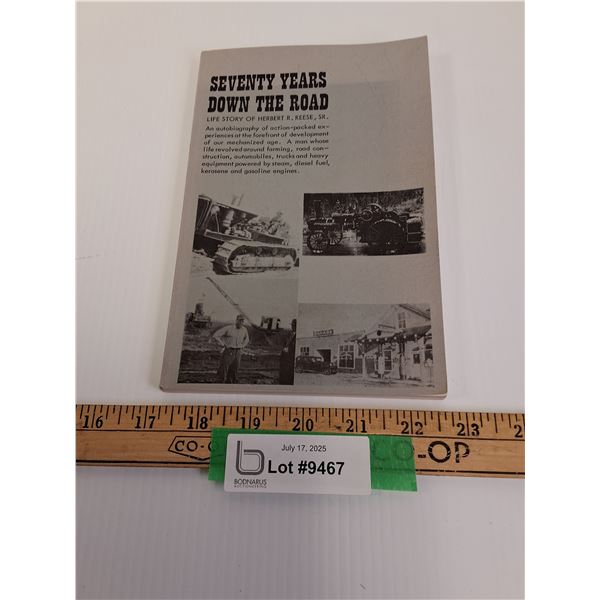 SEVENTY YEARS
DOWN THE ROAD
LIFE STORY OF HERBERT R. REESE, SR.
An autobiography of action-packed ex-
periences at the forefront of development
of our mechanized age. A man whose
life revolved around farming, road con-
struction, automobiles, trucks and heavy
equipment powered by steam, diesel fuel,
kerosene and gasoline engines.
16 17 18 19 20 21 22 23
CO-O CO-OP
July 17, 2025
Lot #9467
b
BODNARUS
AUCTIONEERING